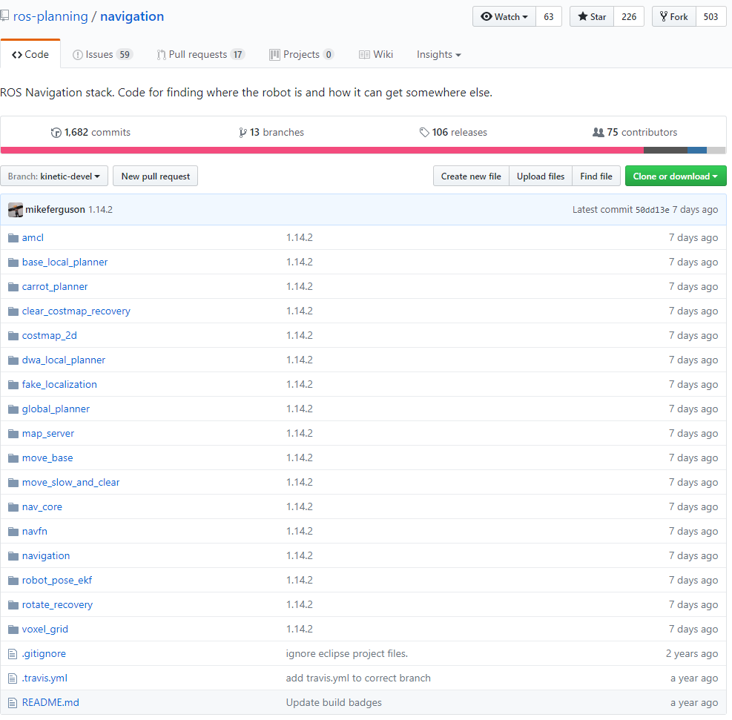 ros-planning / navigation Watch 63 Star 226 Fork 503
Code Issues 59 Pull requests 17 Projects 0 Wiki Insights
ROS Navigation stack. Code for finding where the robot is and how it can get somewhere else.
1,682 commits 13 branches 106 releases 75 contributors
Branch: kinetic-devel New pull request Create new file Upload files Find file Clone or download
mikeferguson 1.14.2 Latest commit 50dd13e 7 days ago
amcl 1.14.2 7 days ago
base_local_planner 1.14.2 7 days ago
carrot_planner 1.14.2 7 days ago
clear_costmap_recovery 1.14.2 7 days ago
costmap_2d 1.14.2 7 days ago
dwa_local_planner 1.14.2 7 days ago
fake_localization 1.14.2 7 days ago
global_planner 1.14.2 7 days ago
map_server 1.14.2 7 days ago
move_base 1.14.2 7 days ago
move_slow_and_clear 1.14.2 7 days ago
nav_core 1.14.2 7 days ago
navfn 1.14.2 7 days ago
navigation 1.14.2 7 days ago
robot_pose_ekf 1.14.2 7 days ago
rotate_recovery 1.14.2 7 days ago
voxel_grid 1.14.2 7 days ago
.gitignore ignore eclipse project files. 2 years ago
.travis.yml add travis.yml to correct branch a year ago
README.md Update build badges a year ago